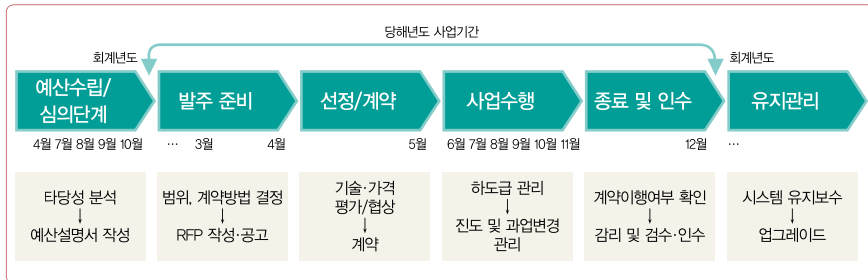 당해년도 사업기간
회계년도
회계년도
예산수립/
심의단계
발주 준비
선정/계약
사업수행
종료 및 인수
유지관리
4월 7월 8월 9월 10월
… 3월 4월
5월
6월 7월 8월 9월 10월 11월
12월
…
타당성 분석
↓
예산설명서 작성
범위, 계약방법 결정
↓
RFP 작성·공고
기술·가격
평가/협상
↓
계약
하도급 관리
↓
진도 및 과업변경
관리
계약이행여부 확인
↓
감리 및 검수·인수
시스템 유지보수
↓
업그레이드